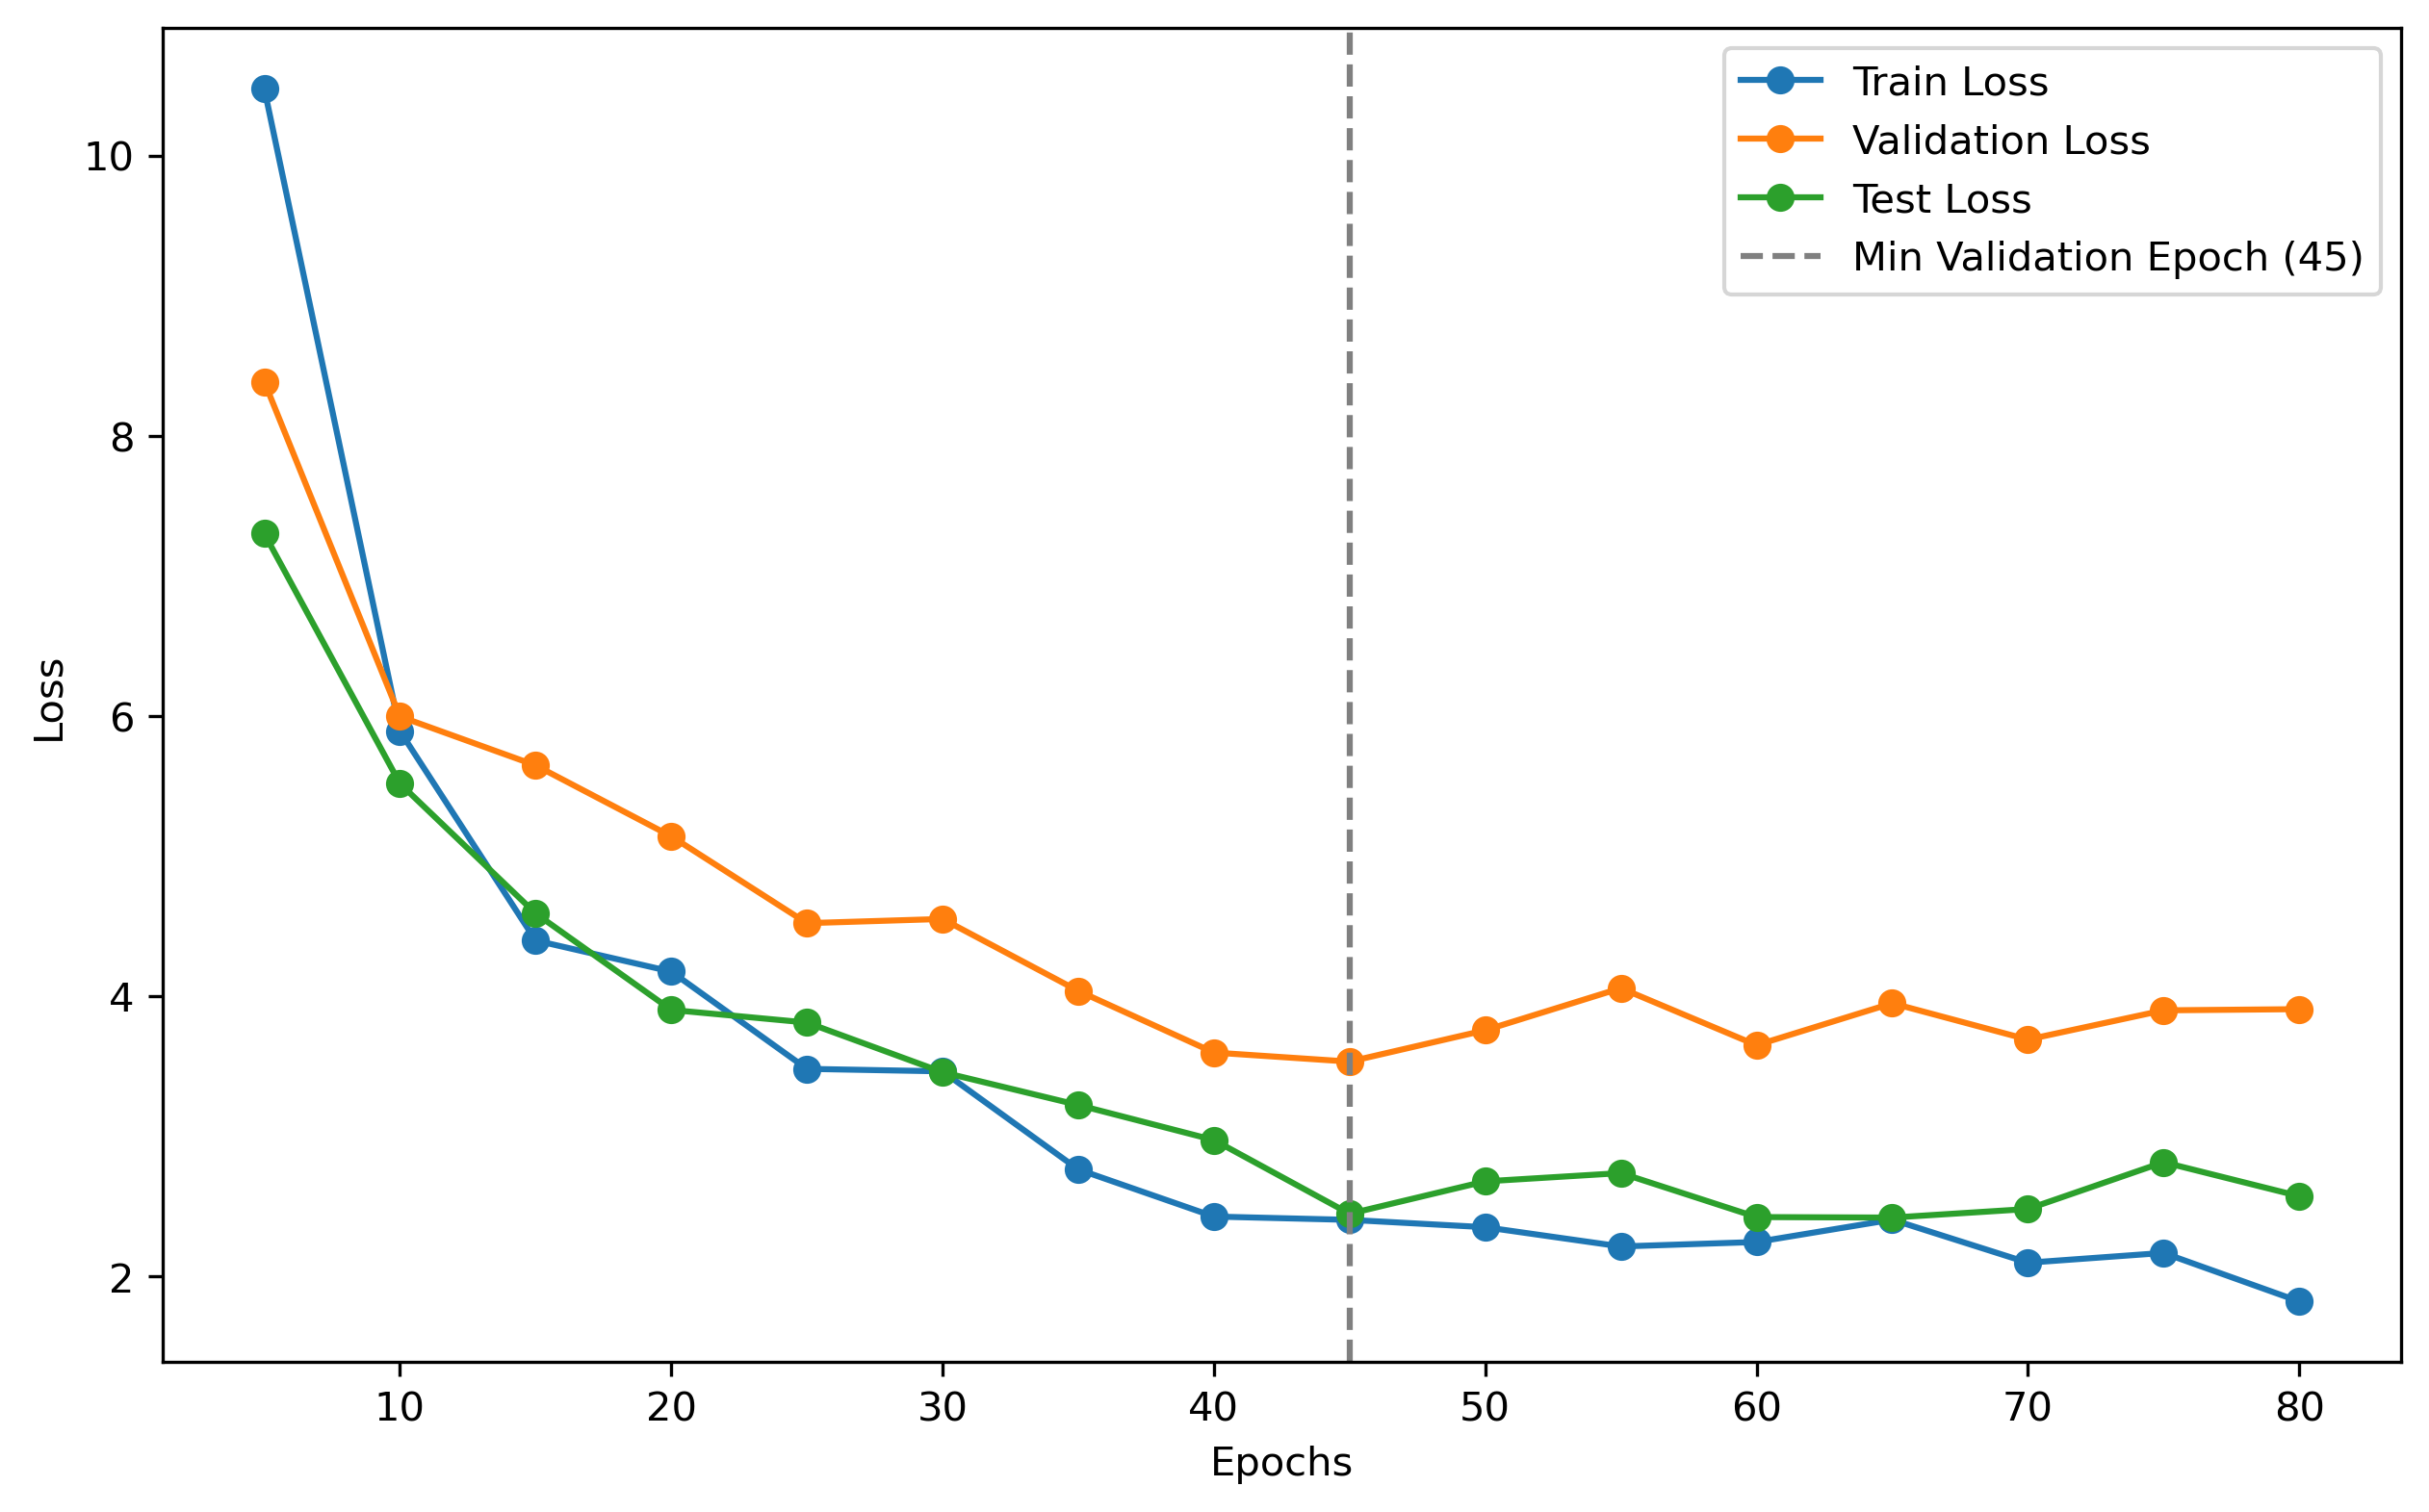 Train Loss
Validation Loss
Test Loss
Min Validation Epoch (45)
10
8
6
4
2
Loss
10 20 30 40 50 60 70 80
Epochs